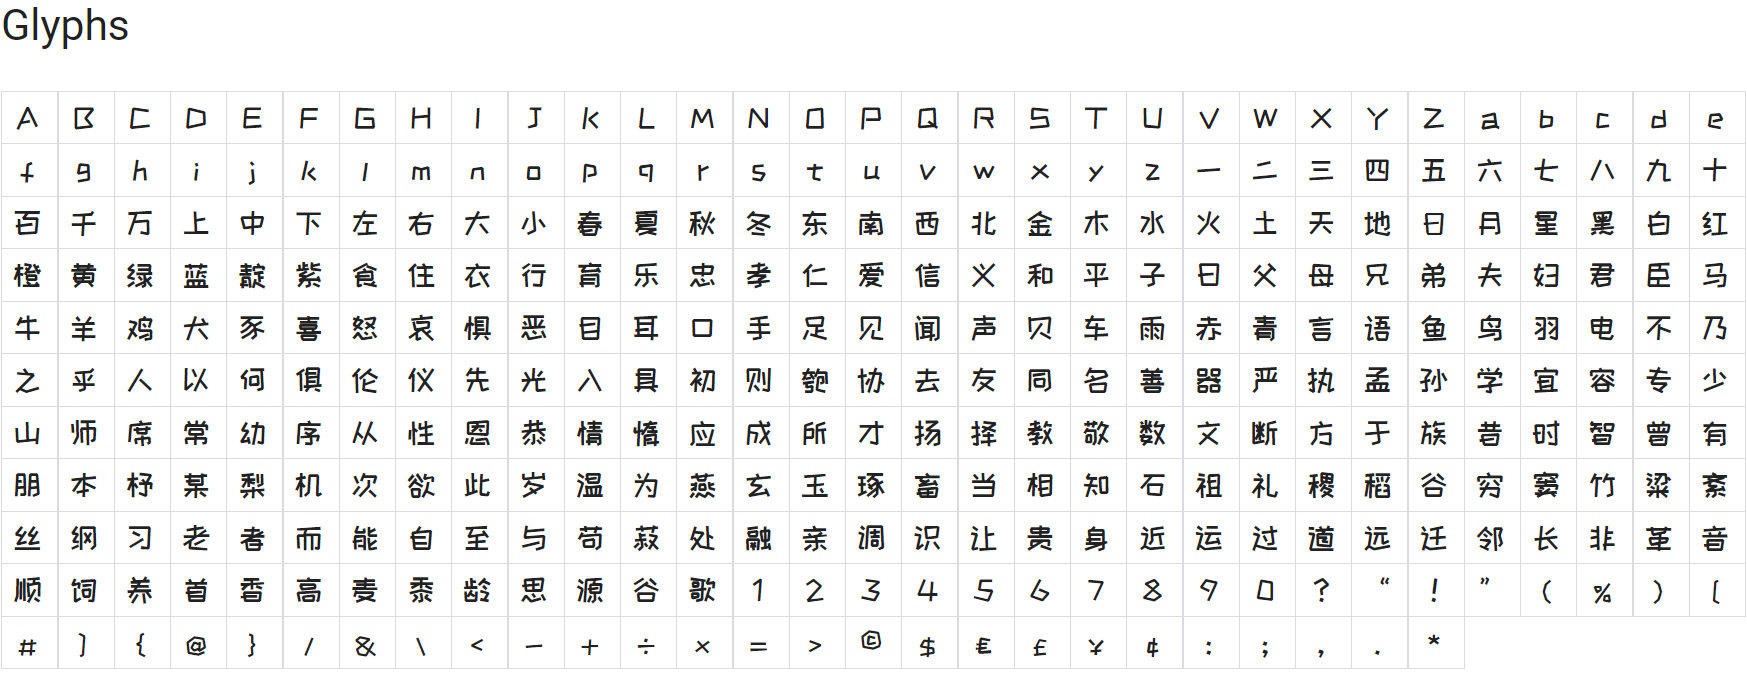 Glyphs
A B C D E F G H I J K L M N O P Q R S T U V W X Y Z a b c d e
f g h i j k l m n o p q r s t u v w x y z 一 二 三 四 五 六 七 八 九 十
百 千 万 上 中 下 左 右 大 小 春 夏 秋 冬 东 南 西 北 金 木 水 火 土 天 地 日 月 星 黑 白 红
橙 黄 绿 蓝 靛 紫 食 住 衣 行 育 乐 忠 孝 仁 爱 信 义 和 平 子 曰 父 母 兄 弟 夫 妇 君 臣 马
牛 羊 鸡 犬 豕 喜 怒 哀 惧 恶 目 耳 口 手 足 见 闻 声 贝 车 雨 赤 青 言 语 鱼 鸟 羽 电 不 乃
之 乎 人 以 何 俱 伦 仪 先 光 入 具 初 则 匏 协 去 友 同 名 善 器 严 执 孟 孙 学 宜 容 专 少
山 师 席 常 幼 序 从 性 恩 恭 情 惰 应 成 所 才 扬 择 教 敬 数 文 断 方 于 族 昔 时 智 曾 有
朋 本 杼 某 梨 机 次 欲 此 岁 温 为 燕 玄 玉 琢 畜 当 相 知 石 祖 礼 稷 稻 谷 穷 窦 竹 粱 紊
丝 纲 习 老 者 而 能 自 至 与 苟 菽 处 融 亲 调 识 让 贵 身 近 运 过 道 远 迁 邻 长 非 革 音
顺 饲 养 首 香 高 麦 黍 龄 思 源 谷 歌 1 2 3 4 5 6 7 8 9 0 ? “ ! ” ( % ) [
# ] { @ } / & \ < - + ÷ × = > © $ € £ ¥ ¢ : ; , . *